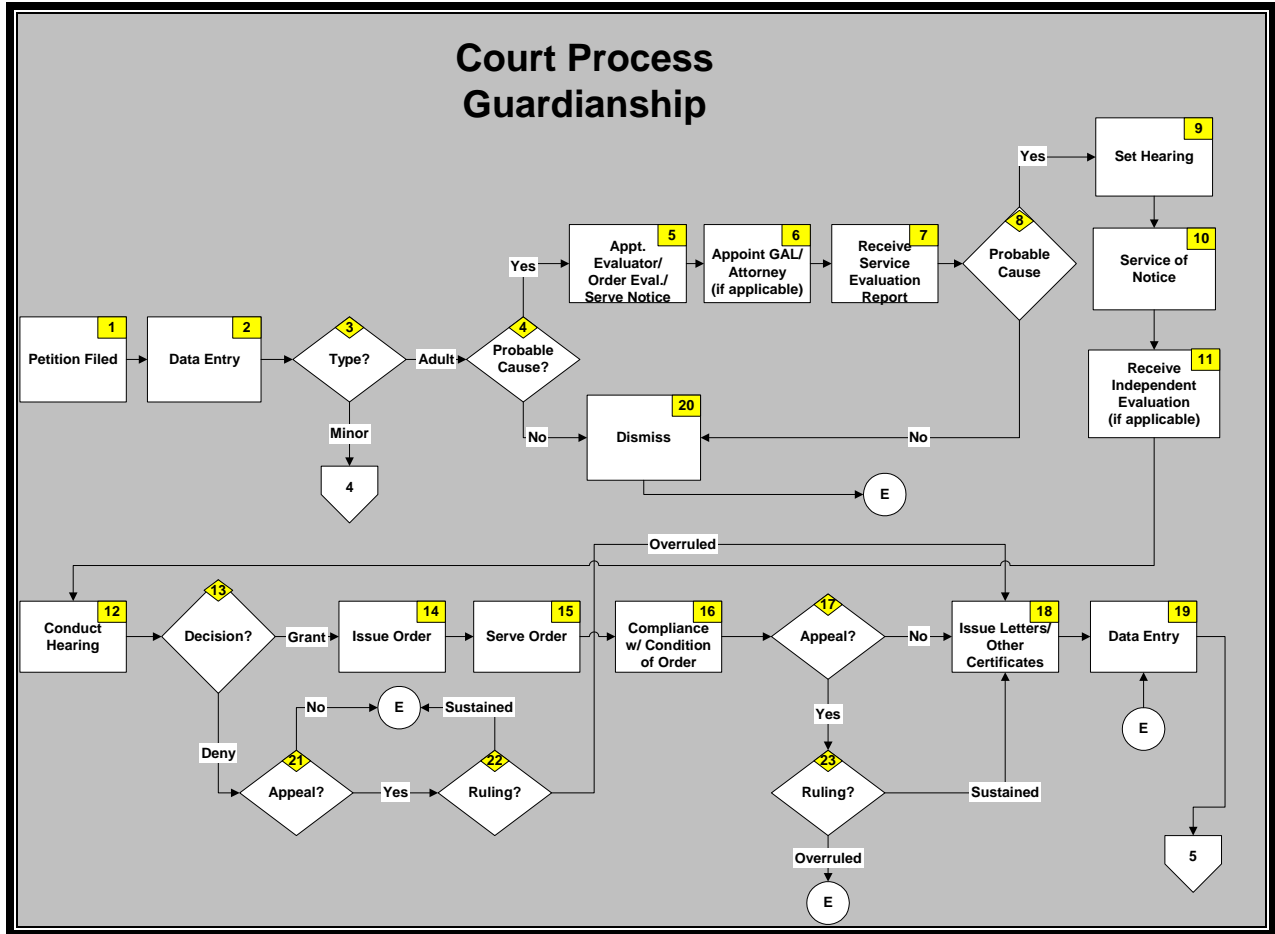 Court Process
Guardianship
9
Set Hearing
Yes
5
Appt.
Evaluator/
Order Eval./
Serve Notice
6
Appoint GAL/
Attorney
(if applicable)
7
Receive
Service
Evaluation
Report
8
Probable
Cause
10
Service of
Notice
Yes
1
Petition Filed
2
Data Entry
3
Type?
Adult
4
Probable
Cause?
11
Receive
Independent
Evaluation
(if applicable)
20
Dismiss
Minor
No
No
4
E
Overruled
12
Conduct
Hearing
13
Decision?
Grant
14
Issue Order
15
Serve Order
16
Compliance
w/ Condition
of Order
17
Appeal?
No
18
Issue Letters/
Other
Certificates
19
Data Entry
No
E
Sustained
Yes
E
Deny
21
Appeal?
Yes
22
Ruling?
23
Ruling?
Sustained
Overruled
5
E